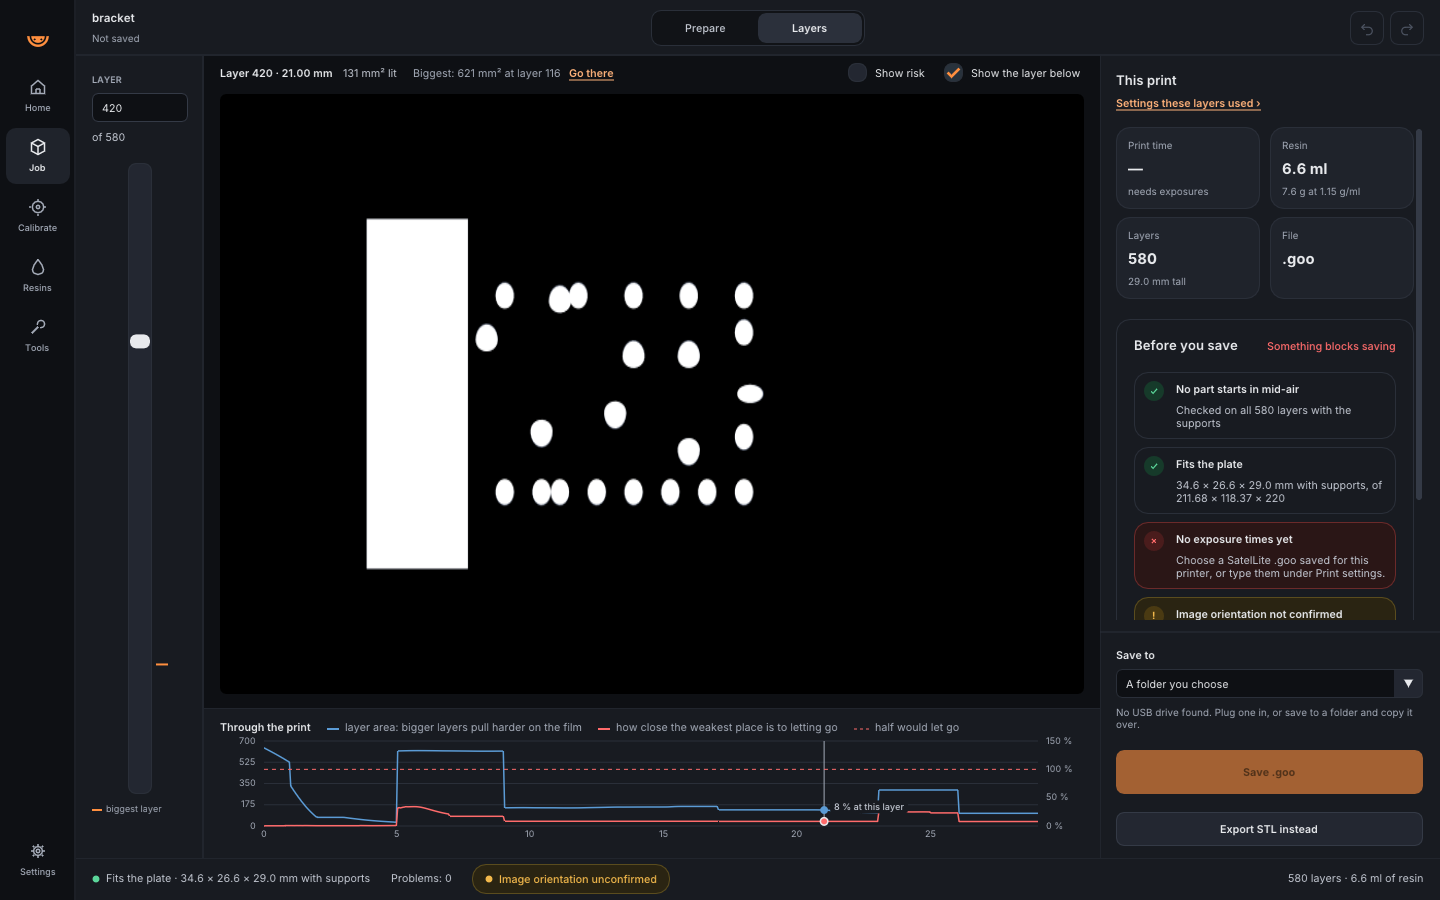 bracket
Not saved
Prepare
Layers
Home
Job
Calibrate
Resins
Tools
Settings
LAYER
420
of 580
biggest layer
Layer 420 · 21.00 mm 131 mm² lit Biggest: 621 mm² at layer 116 Go there
Show risk
Show the layer below
Through the print
layer area: bigger layers pull harder on the film
how close the weakest place is to letting go
half would let go
700
525
350
175
0
150 %
100 %
50 %
0 %
8 % at this layer
0 5 10 15 20 25
This print
Settings these layers used ›
Print time
—
needs exposures
Resin
6.6 ml
7.6 g at 1.15 g/ml
Layers
580
29.0 mm tall
File
.goo
Before you save
Something blocks saving
No part starts in mid-air
Checked on all 580 layers with the
supports
Fits the plate
34.6 × 26.6 × 29.0 mm with supports, of
211.68 × 118.37 × 220
No exposure times yet
Choose a SatelLite .goo saved for this
printer, or type them under Print settings.
Image orientation not confirmed
Save to
A folder you choose
No USB drive found. Plug one in, or save to a folder and copy it
over.
Save .goo
Export STL instead
Fits the plate · 34.6 × 26.6 × 29.0 mm with supports
Problems: 0
Image orientation unconfirmed
580 layers · 6.6 ml of resin